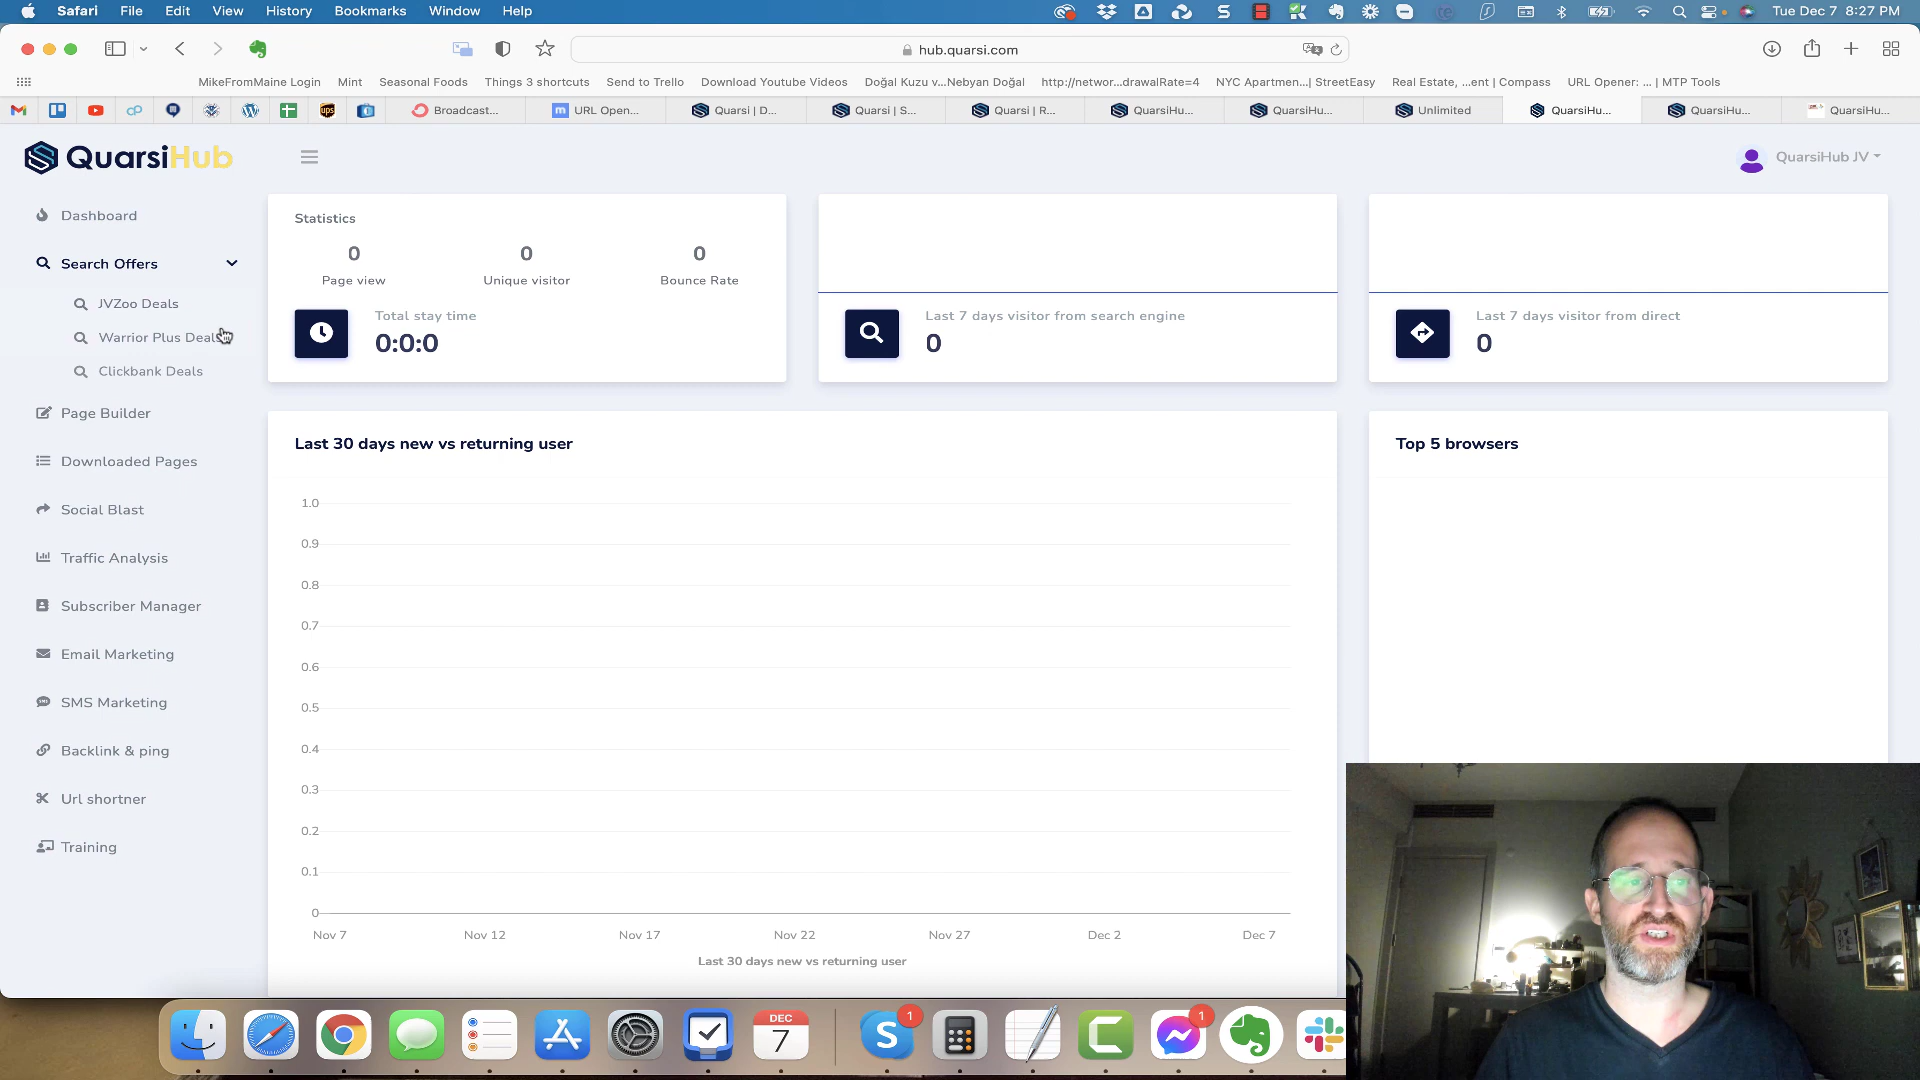 Safari File Edit View History Bookmarks Window Help Tue Dec 7 8:27 PM
hub.quarsi.com
MikeFromMaine Login Mint Seasonal Foods Things 3 shortcuts Send to Trello Download Youtube Videos Doğal Kuzu v...Nebyan Doğal http://networ...drawalRate=4 NYC Apartmen...| StreetEasy Real Estate, ...ent | Compass URL Opener: ... | MTP Tools
Broadcast... URL Open... Quarsi | D... Quarsi | S... Quarsi | R... QuarsiHu... QuarsiHu... Unlimited QuarsiHu... QuarsiHu... QuarsiHu...
QuarsiHub
QuarsiHub JV
Dashboard
Search Offers
JVZoo Deals
Warrior Plus Deals
Clickbank Deals
Page Builder
Downloaded Pages
Social Blast
Traffic Analysis
Subscriber Manager
Email Marketing
SMS Marketing
Backlink & ping
Url shortner
Training
Statistics
0 0 0
Page view Unique visitor Bounce Rate
Total stay time
0:0:0
Last 7 days visitor from search engine
0
Last 7 days visitor from direct
0
Last 30 days new vs returning user
1.0
0.9
0.8
0.7
0.6
0.5
0.4
0.3
0.2
0.1
0
Nov 7 Nov 12 Nov 17 Nov 22 Nov 27 Dec 2 Dec 7
Last 30 days new vs returning user
Top 5 browsers
DEC
7
1
1